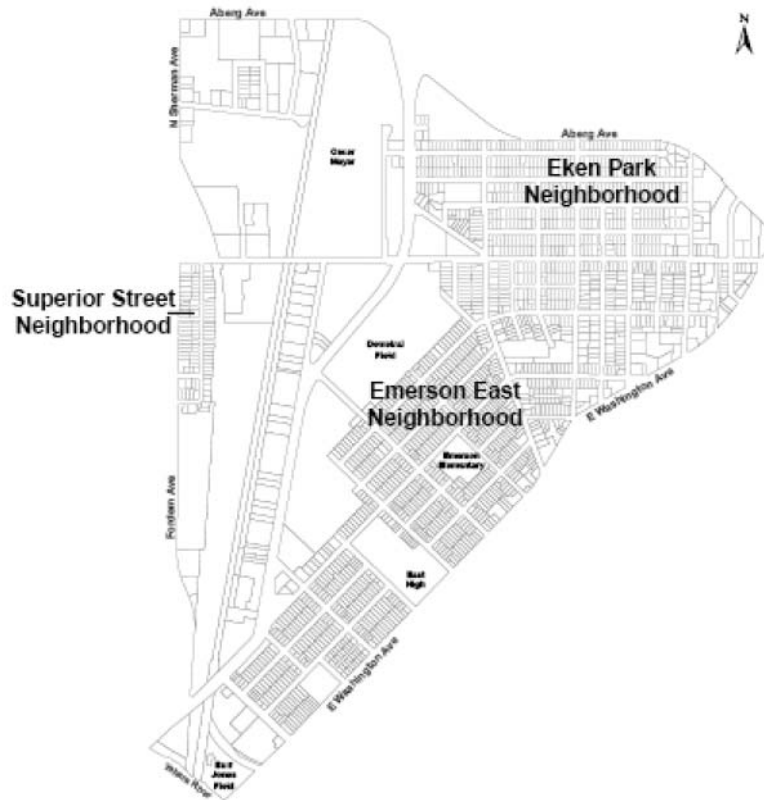 Aberg Ave
N
N Sherman Ave
Oscar
Mayer
Aberg Ave
Eken Park
Neighborhood
Superior Street
Neighborhood
Demetral
Field
Emerson East
Neighborhood
E Washington Ave
Emerson
Elementary
Fordem Ave
East
High
E Washington Ave
Yahara River
Burr
Jones
Field